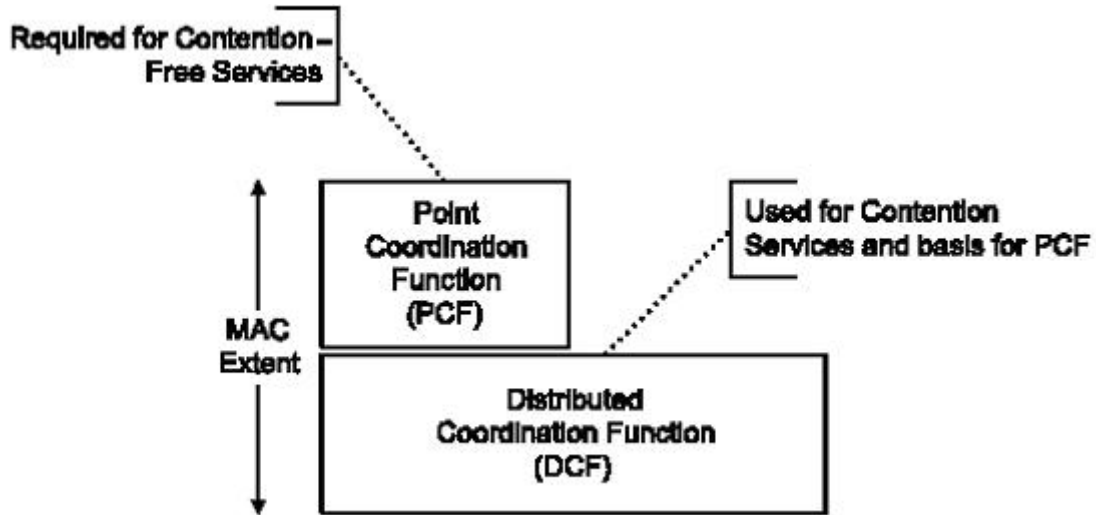 Required for Contention–
Free Services
Point
Coordination
Function
(PCF)
Used for Contention
Services and basis for PCF
MAC
Extent
Distributed
Coordination Function
(DCF)